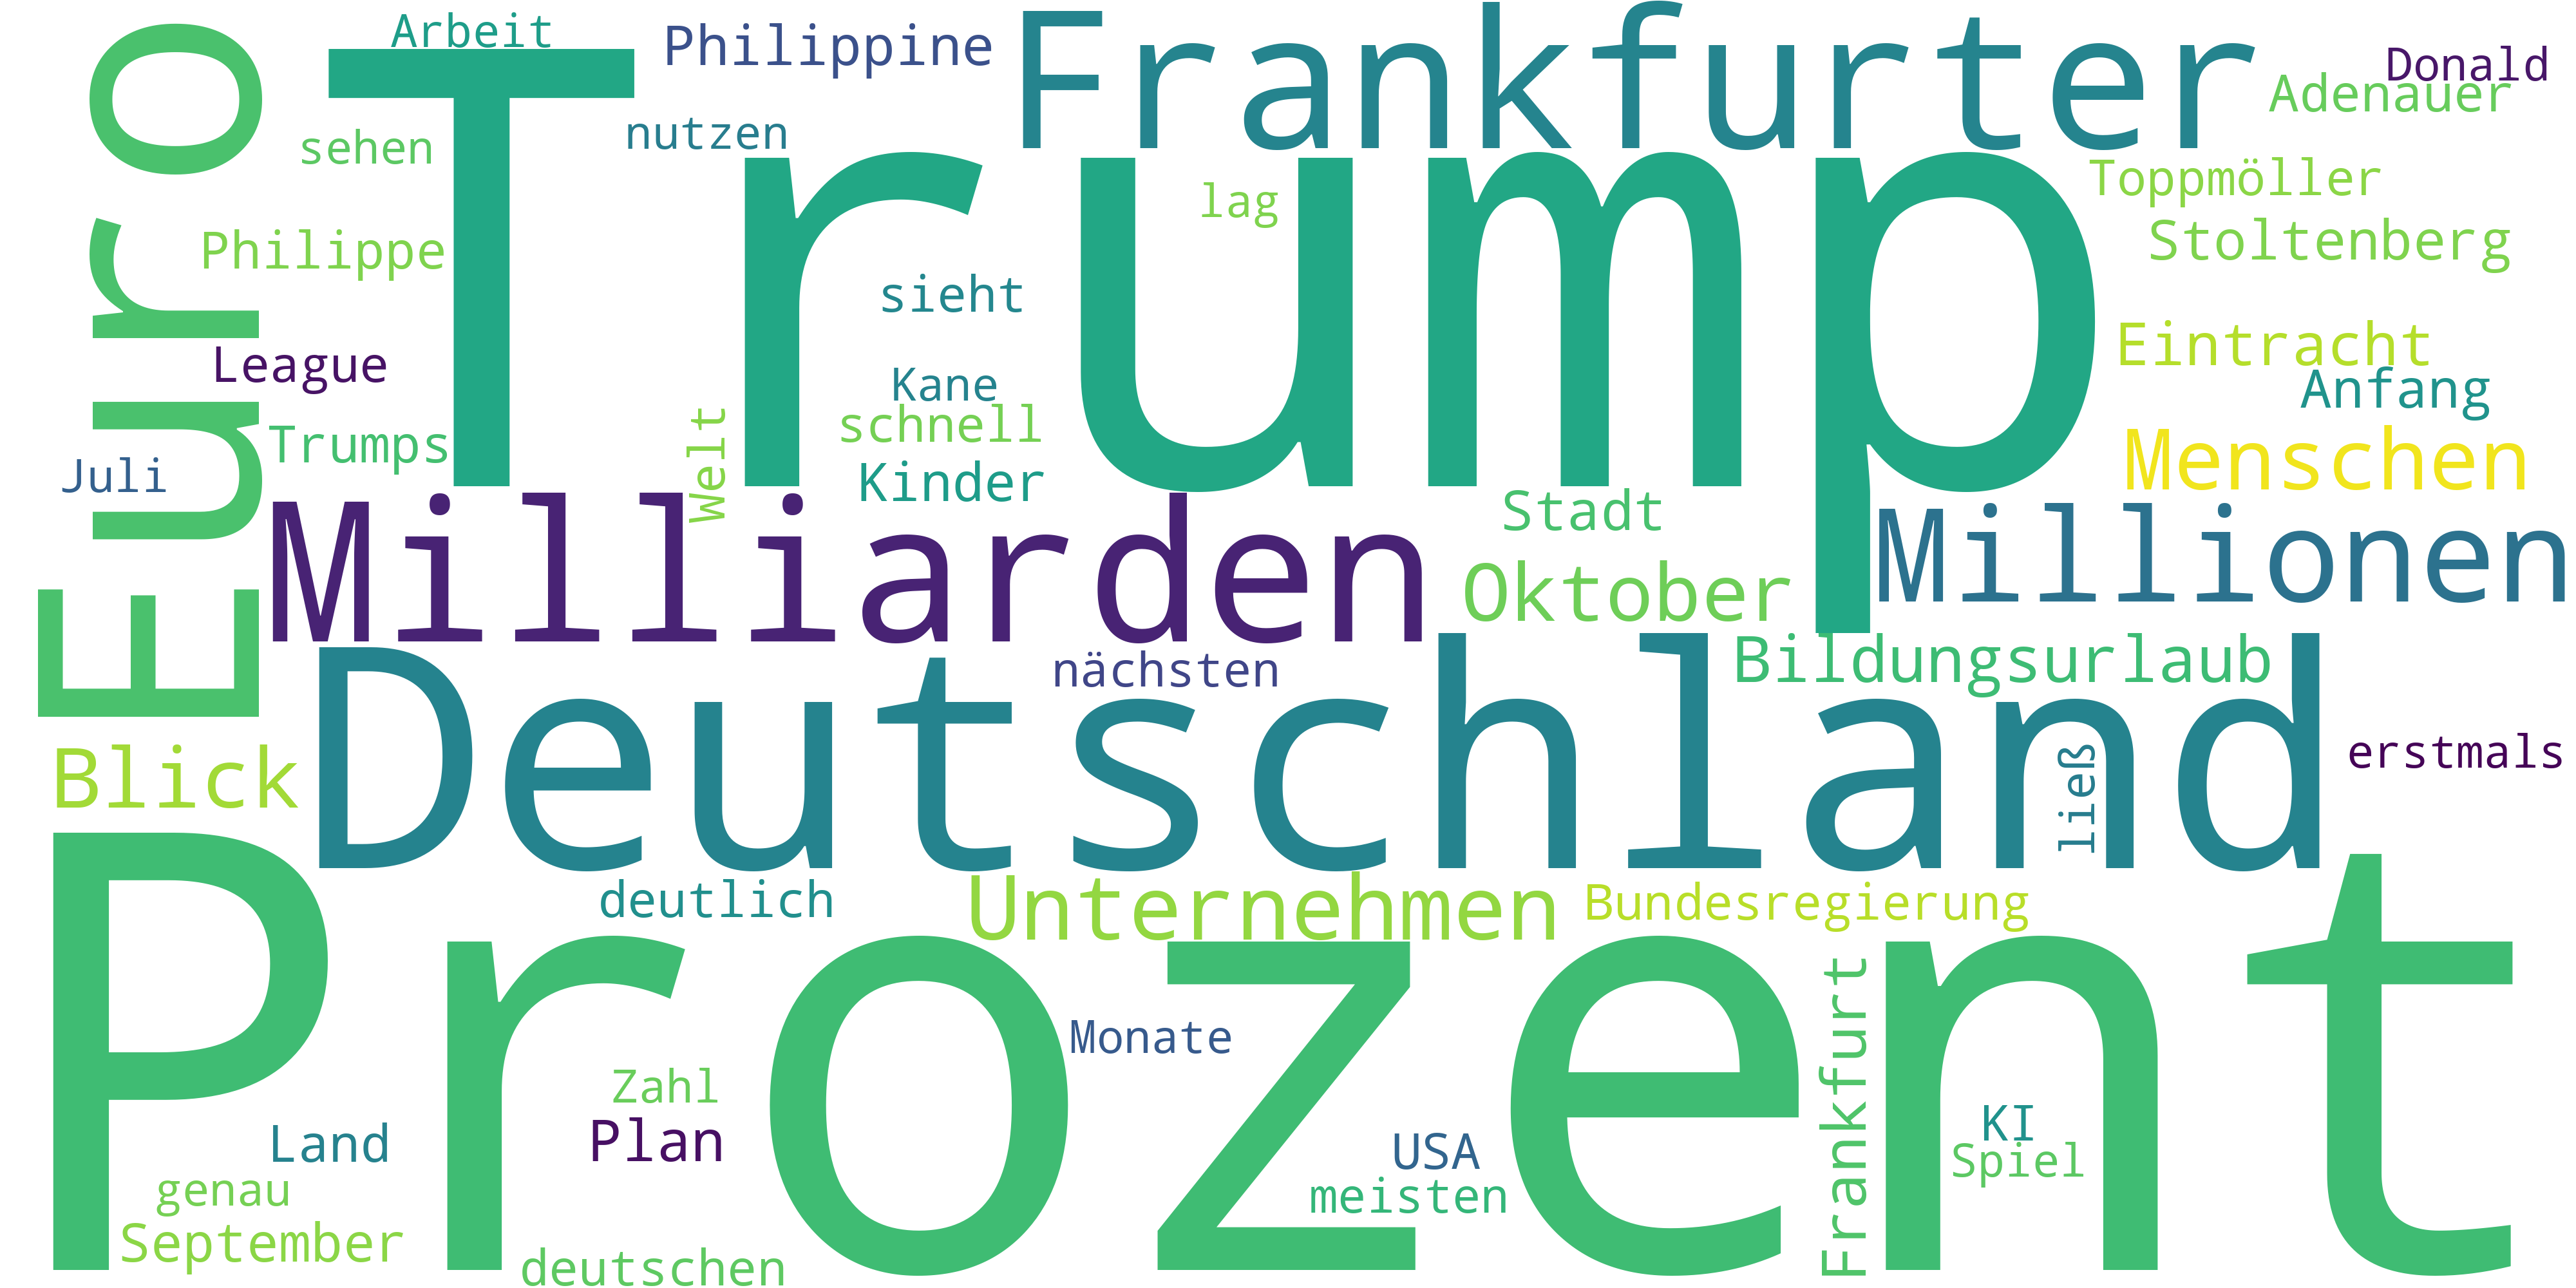 Arbeit
Philippine
Frankfurter
Donald
Adenauer
Euro
Trump
sehen
nutzen
lag
Toppmöller
Philippe
Stoltenberg
sieht
League
Kane
Eintracht
Anfang
Trumps
schnell
Juli
Welt
Kinder
Menschen
Milliarden
Stadt
Oktober
Millionen
nächsten
Bildungsurlaub
Blick
Deutschland
ließ
erstmals
deutlich
Unternehmen
Bundesregierung
Prozent
Monate
Frankfurt
Zahl
Land
Plan
USA
KI
Spiel
genau
meisten
September
deutschen